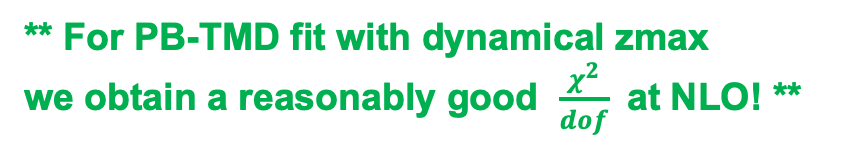 ** For PB-TMD fit with dynamical zmax
we obtain a reasonably good χ²/dof at NLO! **